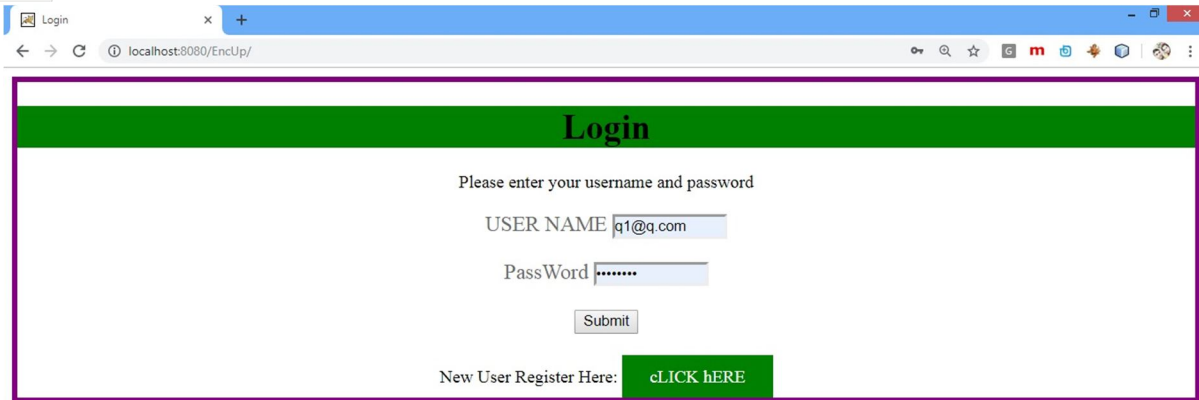 Login
localhost:8080/EncUp/
Login
Please enter your username and password
USER NAME q1@q.com
PassWord ••••••••
Submit
New User Register Here: cLICK hERE